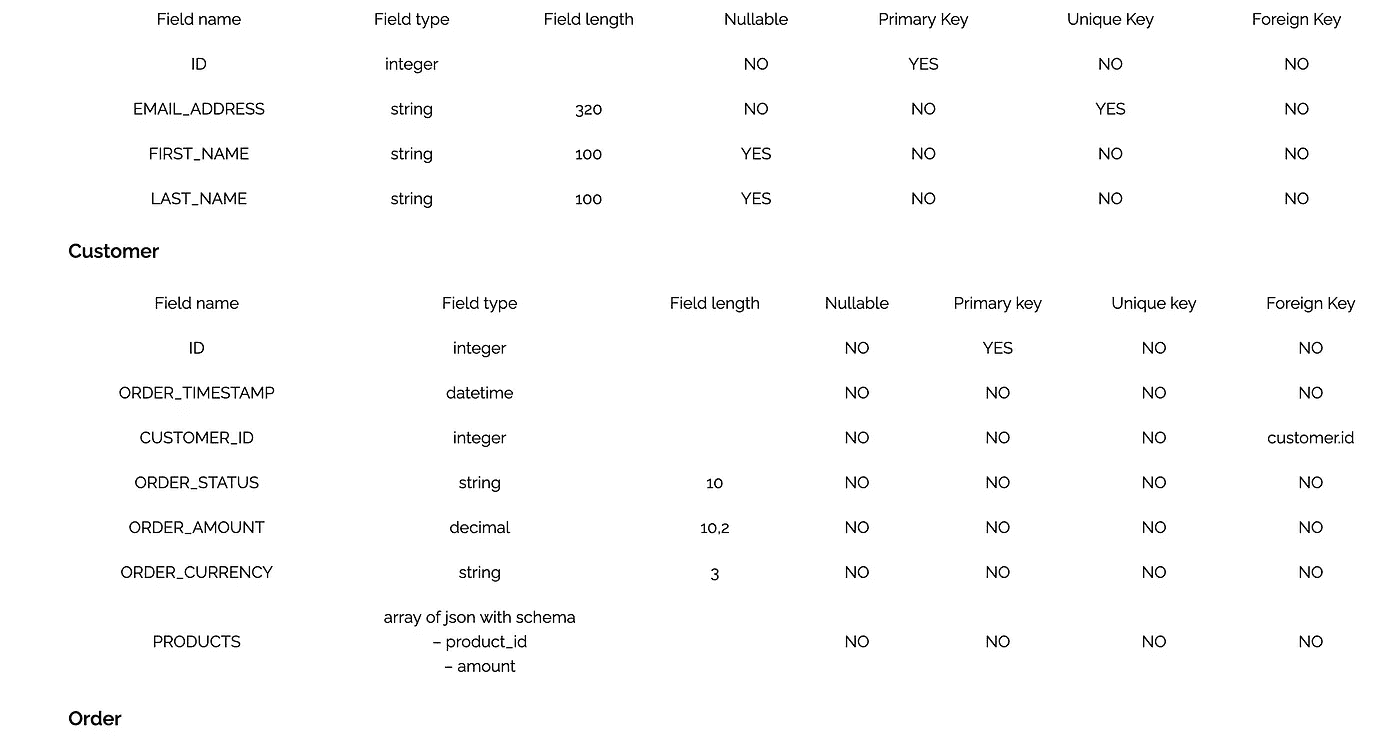 Field name Field type Field length Nullable Primary Key Unique Key Foreign Key
ID integer NO YES NO NO
EMAIL_ADDRESS string 320 NO NO YES NO
FIRST_NAME string 100 YES NO NO NO
LAST_NAME string 100 YES NO NO NO
Customer
Field name Field type Field length Nullable Primary key Unique key Foreign Key
ID integer NO YES NO NO
ORDER_TIMESTAMP datetime NO NO NO NO
CUSTOMER_ID integer NO NO NO customer.id
ORDER_STATUS string 10 NO NO NO NO
ORDER_AMOUNT decimal 10,2 NO NO NO NO
ORDER_CURRENCY string 3 NO NO NO NO
array of json with schema
PRODUCTS – product_id NO NO NO NO
– amount
Order